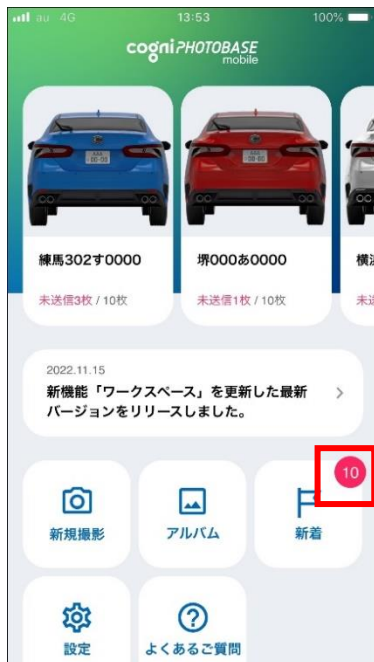 au 4G 13:53 100%
cogni PHOTOBASE
mobile
練馬302す0000 堺000あ0000
未送信3枚 / 10枚 未送信1枚 / 10枚
2022.11.15
新機能「ワークスペース」を更新した最新
バージョンをリリースしました。
10
新規撮影 アルバム 新着
設定 よくあるご質問